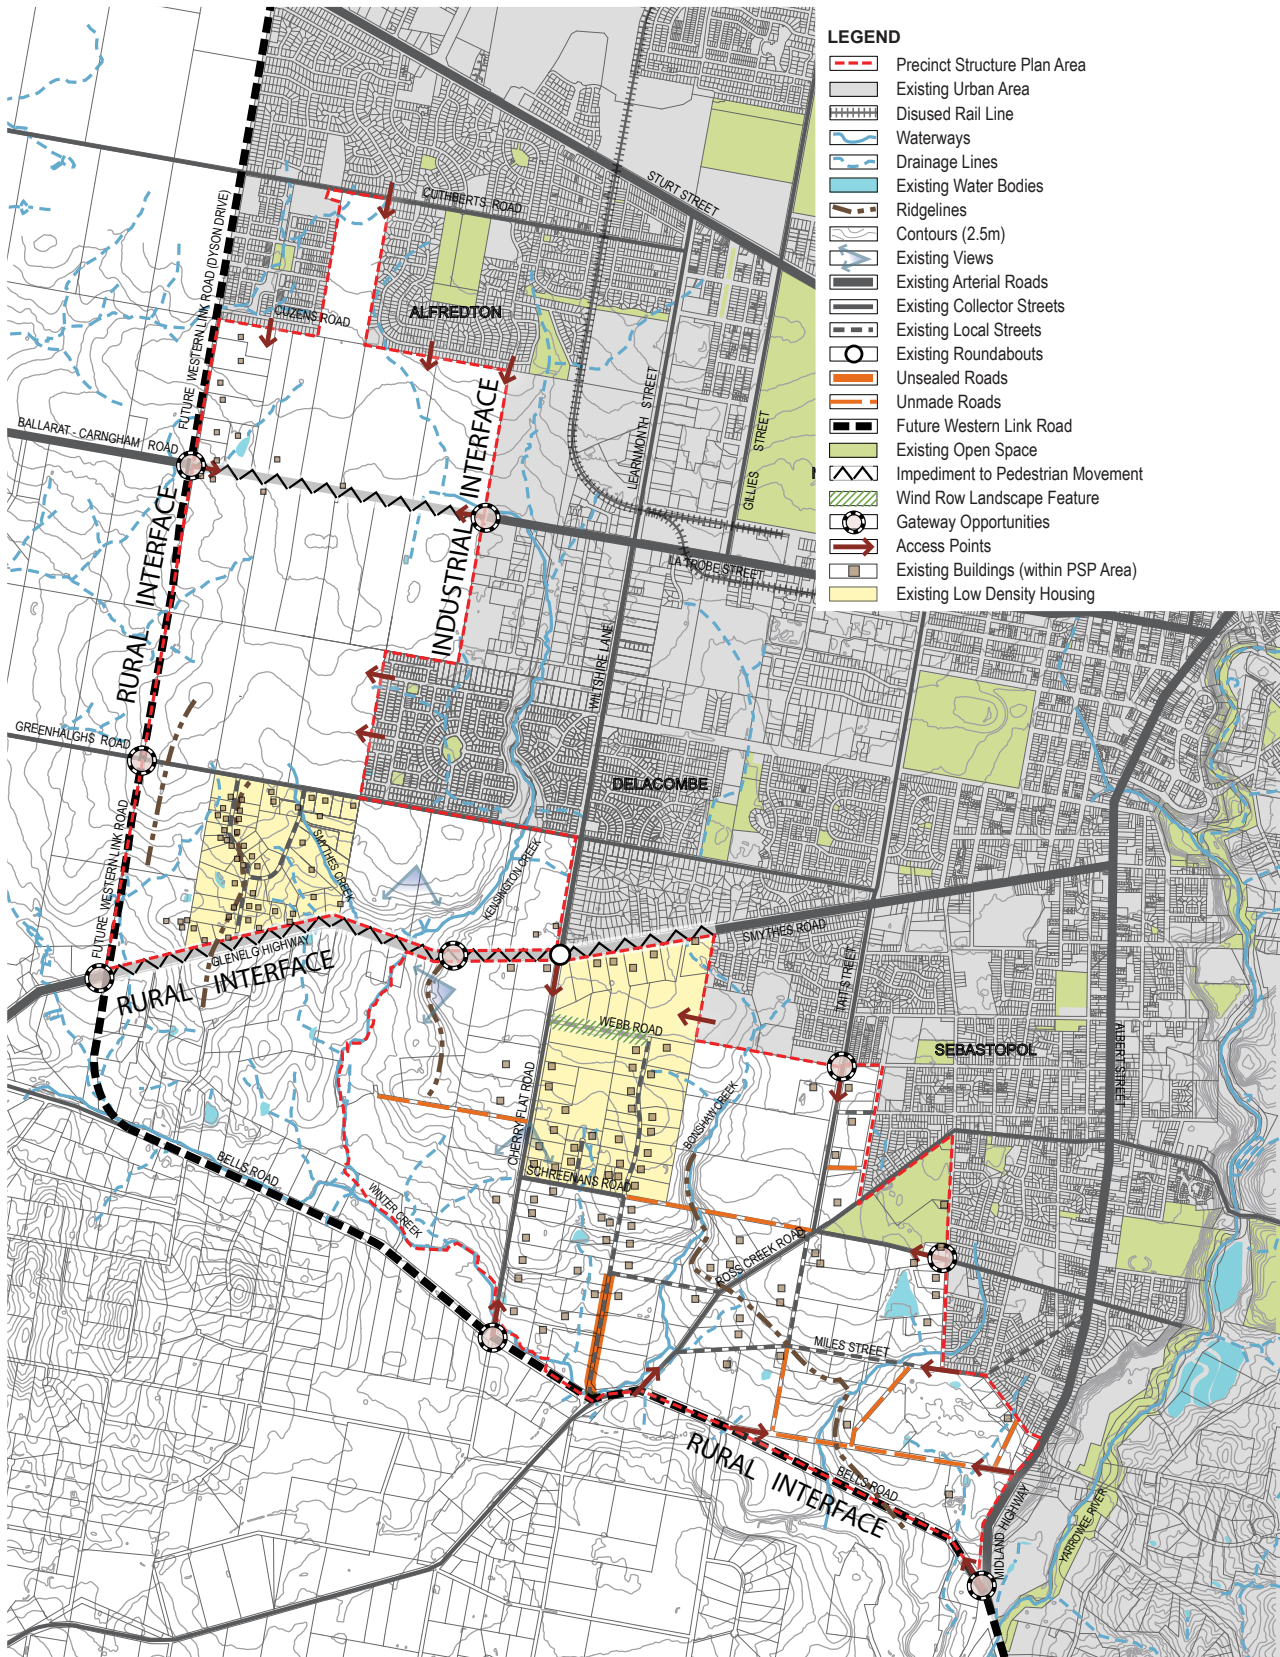 LEGEND
Precinct Structure Plan Area
Existing Urban Area
Disused Rail Line
Waterways
Drainage Lines
Existing Water Bodies
Ridgelines
Contours (2.5m)
Existing Views
Existing Arterial Roads
Existing Collector Streets
Existing Local Streets
Existing Roundabouts
Unsealed Roads
Unmade Roads
Future Western Link Road
Existing Open Space
Impediment to Pedestrian Movement
Wind Row Landscape Feature
Gateway Opportunities
Access Points
Existing Buildings (within PSP Area)
Existing Low Density Housing
STURT STREET
CUTHBERTS ROAD
FUTURE WESTERN LINK ROAD (DYSON DRIVE)
CUZENS ROAD
ALFREDTON
BALLARAT - CARNGHAM ROAD
LEARNMONTH STREET
GILLIES STREET
INDUSTRIAL INTERFACE
RURAL INTERFACE
LA TROBE STREET
WILTSHIRE LANE
GREENHALGHS ROAD
DELACOMBE
FUTURE WESTERN LINK ROAD
SMYTHES CREEK
KENSINGTON CREEK
SMYTHES ROAD
GLENELG HIGHWAY
RURAL INTERFACE
TAIT STREET
WEBB ROAD
SEBASTOPOL
ALBERT STREET
CHERRY FLAT ROAD
BONSHAW CREEK
BELLS ROAD
SCHREENANS ROAD
WINTER CREEK
ROSS CREEK ROAD
MILES STREET
RURAL INTERFACE
BELLS ROAD
MIDLAND HIGHWAY
YARROWEE RIVER